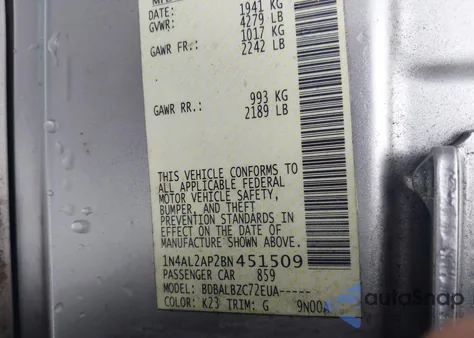 DATE: 1941 KG
GVWR: 4279 LB
1017 KG
GAWR FR.: 2242 LB
993 KG
GAWR RR.: 2189 LB
THIS VEHICLE CONFORMS TO
ALL APPLICABLE FEDERAL
MOTOR VEHICLE SAFETY,
BUMPER, AND THEFT
PREVENTION STANDARDS IN
EFFECT ON THE DATE OF
MANUFACTURE SHOWN ABOVE.
1N4AL2AP2BN451509
PASSENGER CAR 859
MODEL: BDBALBZC72EUA-----
COLOR: K23 TRIM: G 9N00A
autoSnap